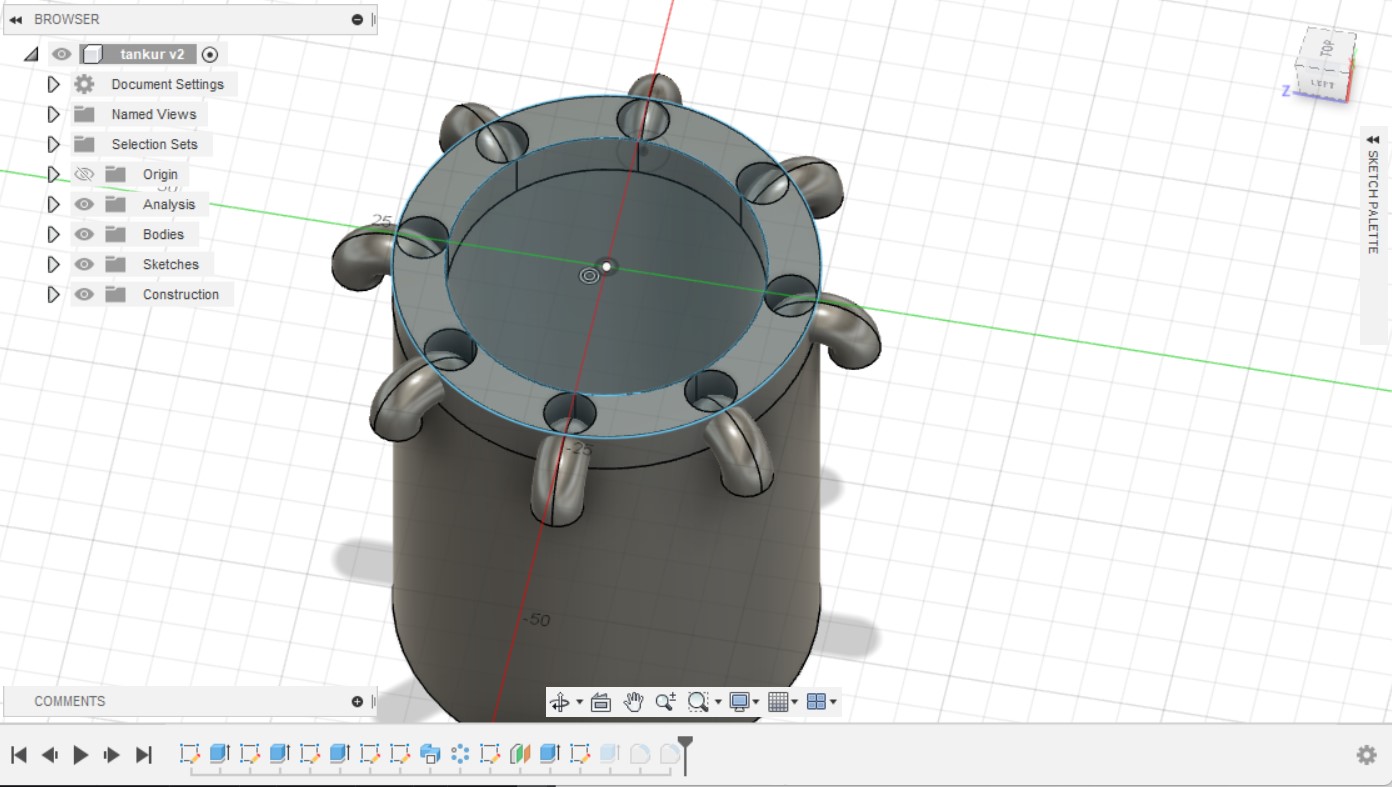 BROWSER
tankur v2
Document Settings
Named Views
Selection Sets
Origin
50
Analysis
25
Bodies
Sketches
Construction
-25
-50
TOP
LEFT
Z
SKETCH PALETTE
COMMENTS